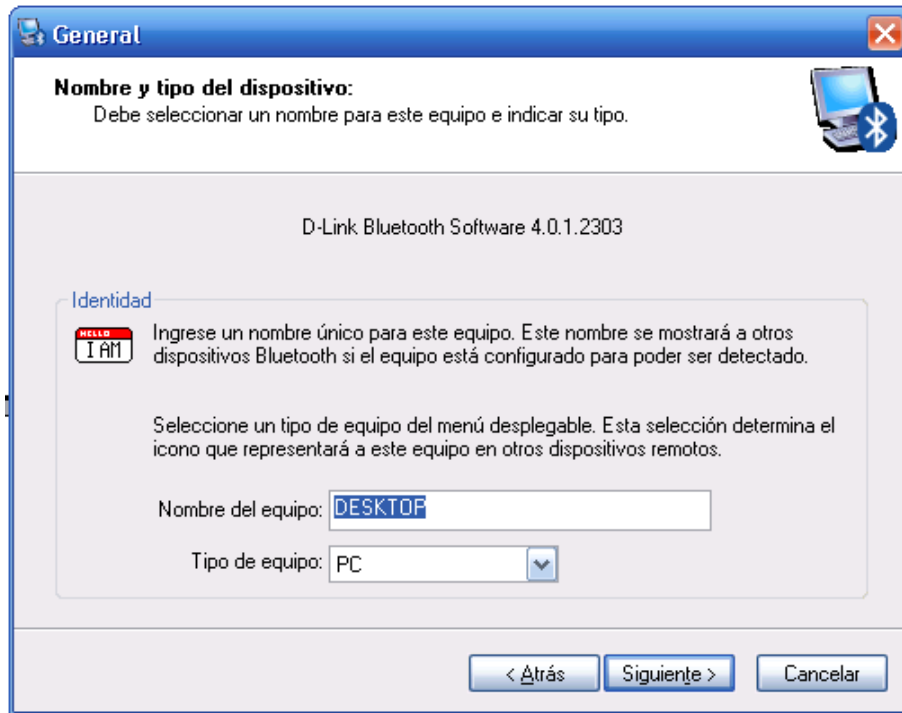 General
Nombre y tipo del dispositivo:
Debe seleccionar un nombre para este equipo e indicar su tipo.
D-Link Bluetooth Software 4.0.1.2303
Identidad
HELLO
I AM
Ingrese un nombre único para este equipo. Este nombre se mostrará a otros
dispositivos Bluetooth si el equipo está configurado para poder ser detectado.
Seleccione un tipo de equipo del menú desplegable. Esta selección determina el
icono que representará a este equipo en otros dispositivos remotos.
Nombre del equipo: DESKTOP
Tipo de equipo: PC
< Atrás Siguiente > Cancelar